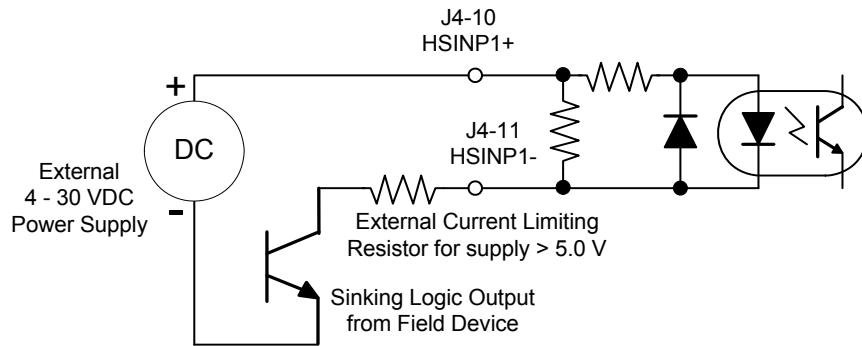 J4-10
HSINP1+
+
DC
J4-11
HSINP1-
External
4 - 30 VDC
Power Supply
-
External Current Limiting
Resistor for supply > 5.0 V
Sinking Logic Output
from Field Device